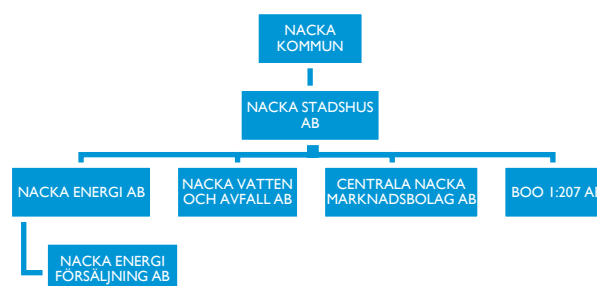 NACKA
KOMMUN
NACKA STADSHUS
AB
NACKA ENERGI AB
NACKA VATTEN
OCH AVFALL AB
CENTRALA NACKA
MARKNADSBOLAG AB
BOO 1:207
NACKA ENERGI
FÖRSÄLJNING AB